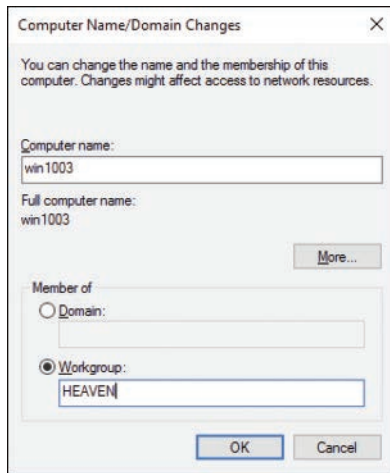 Computer Name/Domain Changes
You can change the name and the membership of this
computer. Changes might affect access to network resources.
Computer name:
win1003
Full computer name:
win1003
More...
Member of
Domain:
Workgroup:
HEAVEN
OK Cancel